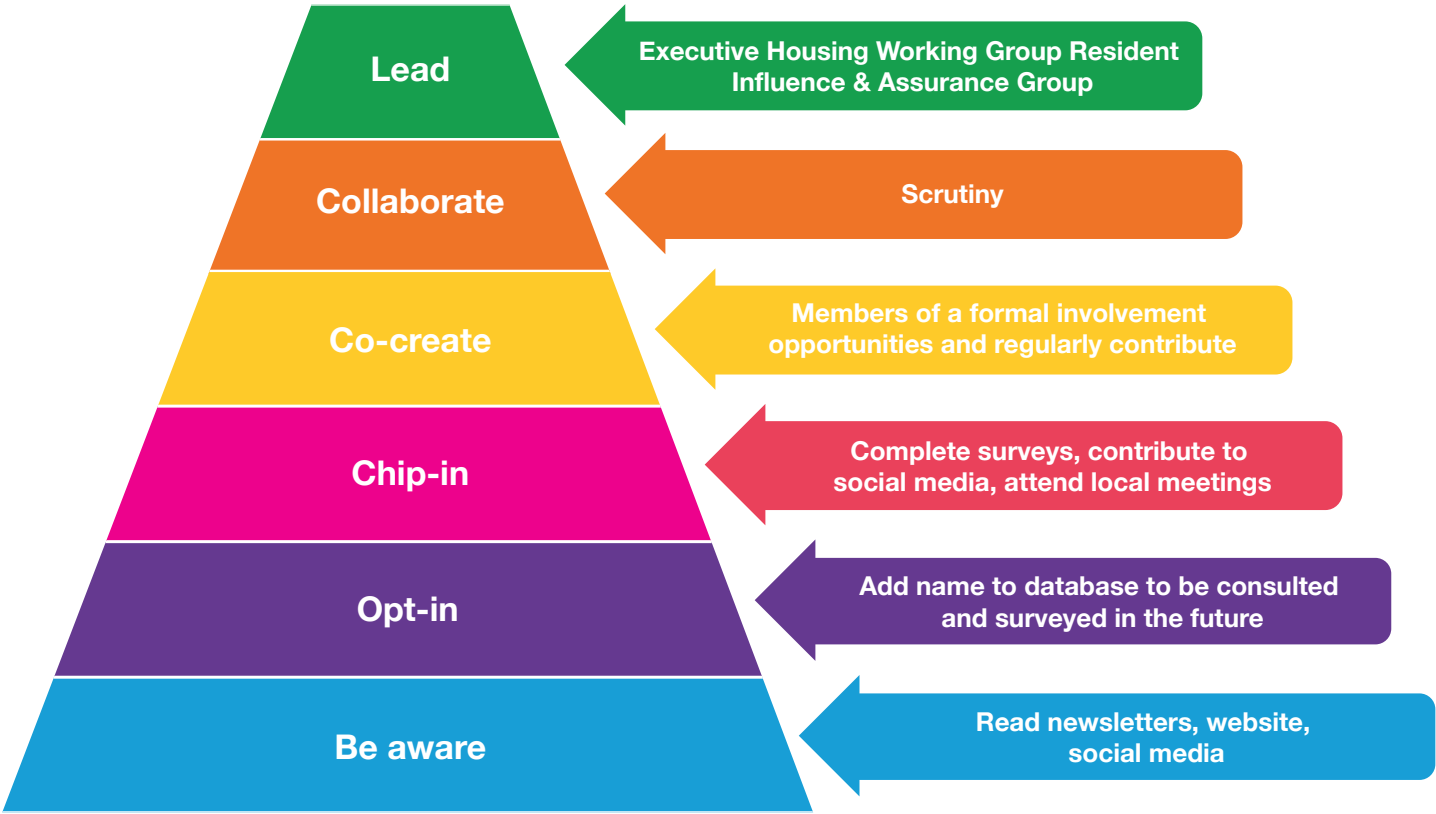 Lead
Executive Housing Working Group Resident
Influence & Assurance Group
Collaborate
Scrutiny
Co-create
Members of a formal involvement
opportunities and regularly contribute
Chip-in
Complete surveys, contribute to
social media, attend local meetings
Opt-in
Add name to database to be consulted
and surveyed in the future
Be aware
Read newsletters, website,
social media